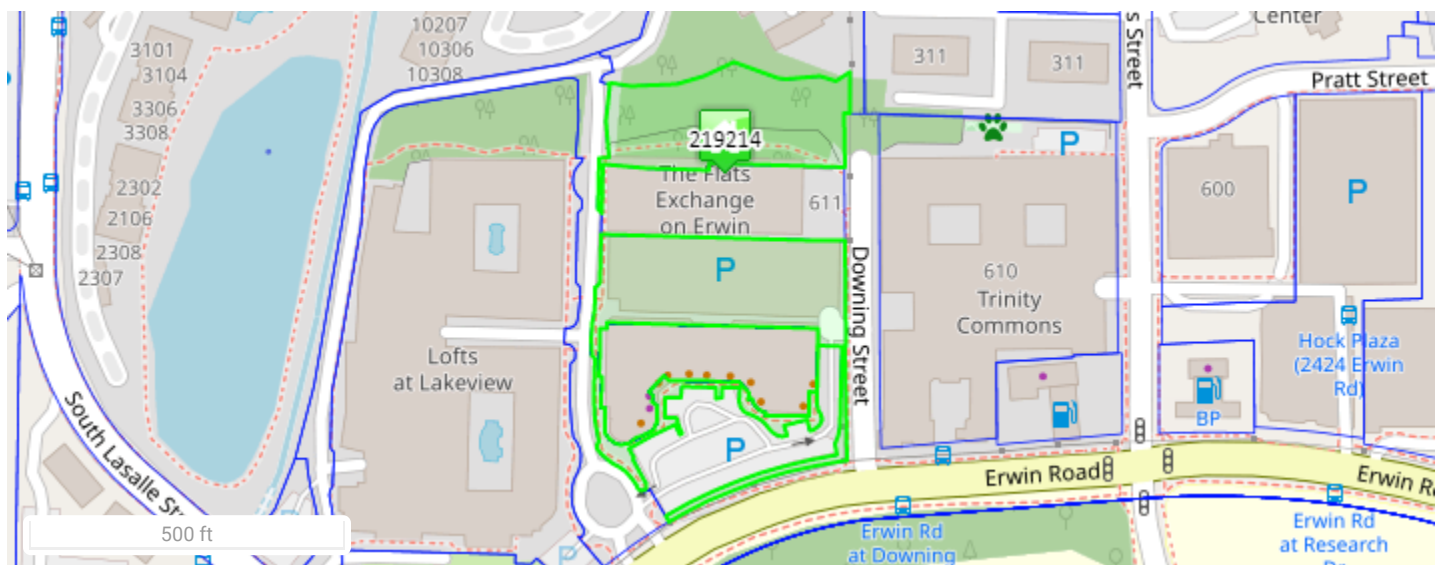 Center
10207
10306
10308
3101
3104
3306
3308
2302
2106
2308
2307
311
311
Pratt Street
219214
The Flats
Exchange
on Erwin
611
P
P
600
P
P
P
610
Trinity
Commons
Downing Street
s Street
Lofts
at Lakeview
Hock Plaza
(2424 Erwin
Rd)
BP
South Lasalle Str
Erwin Road
Erwin R
500 ft
P
Erwin Rd
at Downing
Erwin Rd
at Research